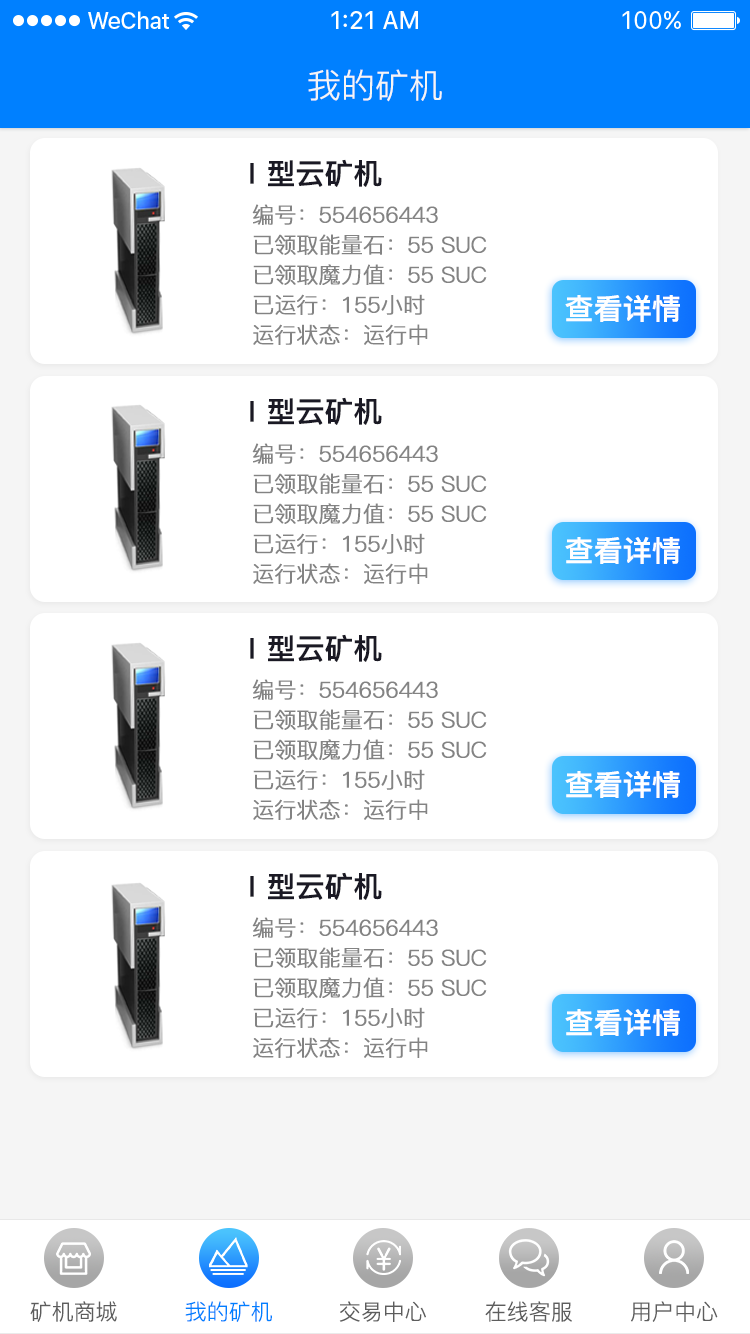 WeChat 1:21 AM 100%
我的矿机
I 型云矿机
编号：554656443
已领取能量石：55 SUC
已领取魔力值：55 SUC
已运行：155小时
运行状态：运行中
查看详情
I 型云矿机
编号：554656443
已领取能量石：55 SUC
已领取魔力值：55 SUC
已运行：155小时
运行状态：运行中
查看详情
I 型云矿机
编号：554656443
已领取能量石：55 SUC
已领取魔力值：55 SUC
已运行：155小时
运行状态：运行中
查看详情
I 型云矿机
编号：554656443
已领取能量石：55 SUC
已领取魔力值：55 SUC
已运行：155小时
运行状态：运行中
查看详情
矿机商城 我的矿机 交易中心 在线客服 用户中心